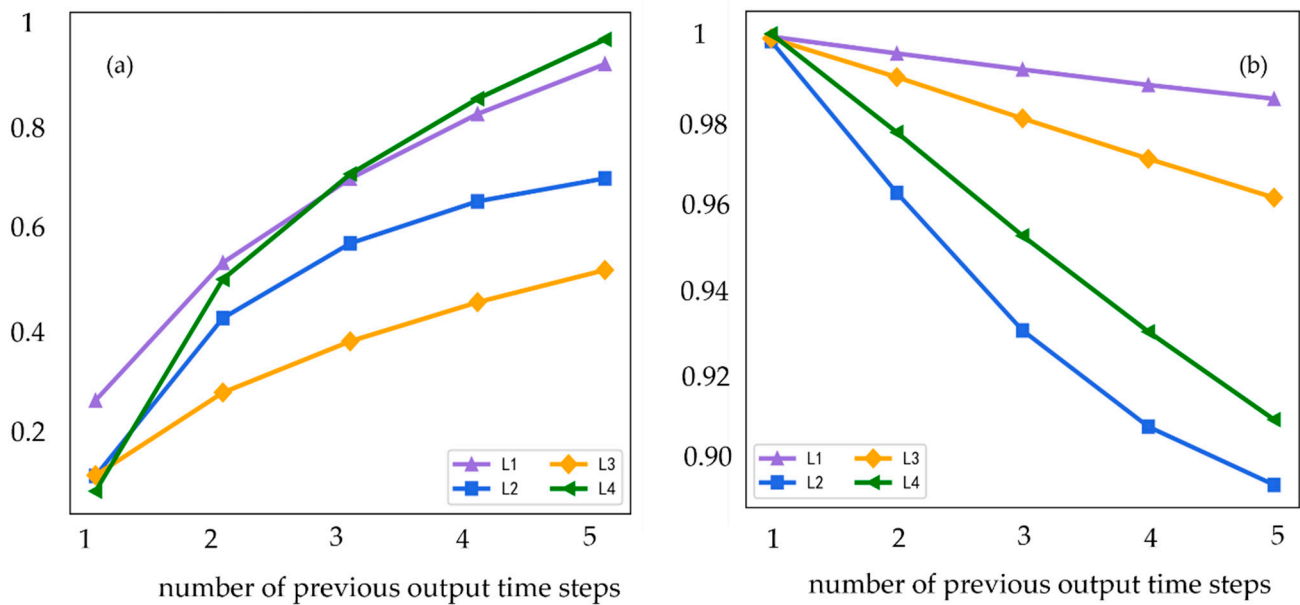 1
0.8
0.6
0.4
0.2
(a)
L1
L3
L2
L4
1 2 3 4 5
number of previous output time steps
1
0.98
0.96
0.94
0.92
0.90
(b)
L1
L3
L2
L4
1 2 3 4 5
number of previous output time steps